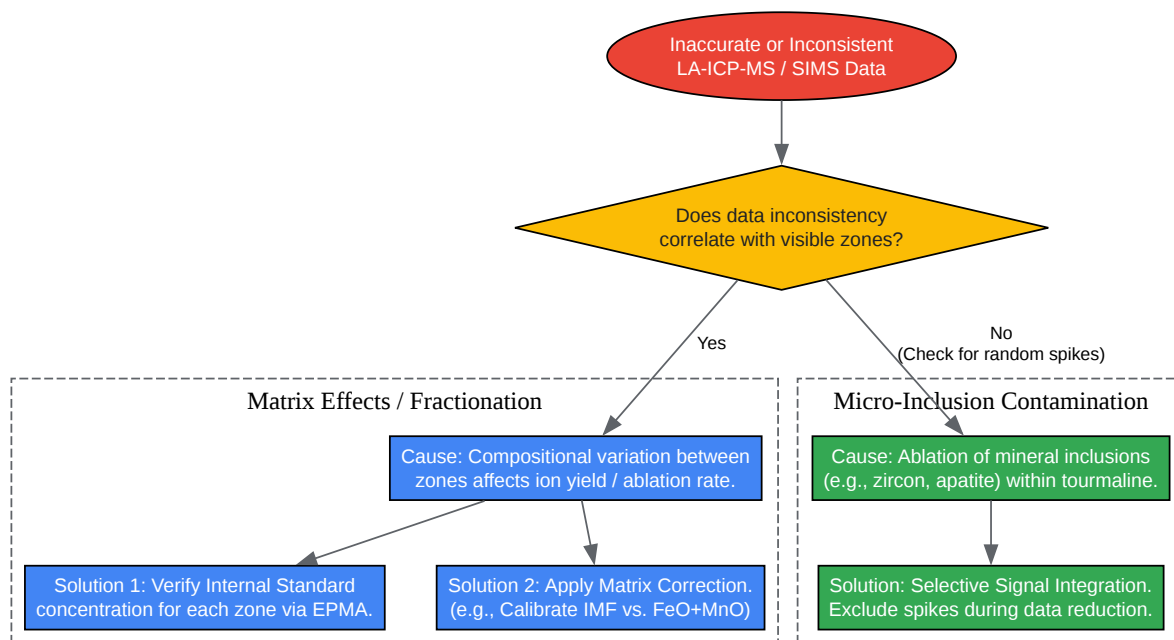 Inaccurate or Inconsistent
LA-ICP-MS / SIMS Data
Does data inconsistency
correlate with visible zones?
Yes
No
(Check for random spikes)
Matrix Effects / Fractionation
Cause: Compositional variation between
zones affects ion yield / ablation rate.
Solution 1: Verify Internal Standard
concentration for each zone via EPMA.
Solution 2: Apply Matrix Correction.
(e.g., Calibrate IMF vs. FeO+MnO)
Micro-Inclusion Contamination
Cause: Ablation of mineral inclusions
(e.g., zircon, apatite) within tourmaline.
Solution: Selective Signal Integration.
Exclude spikes during data reduction.